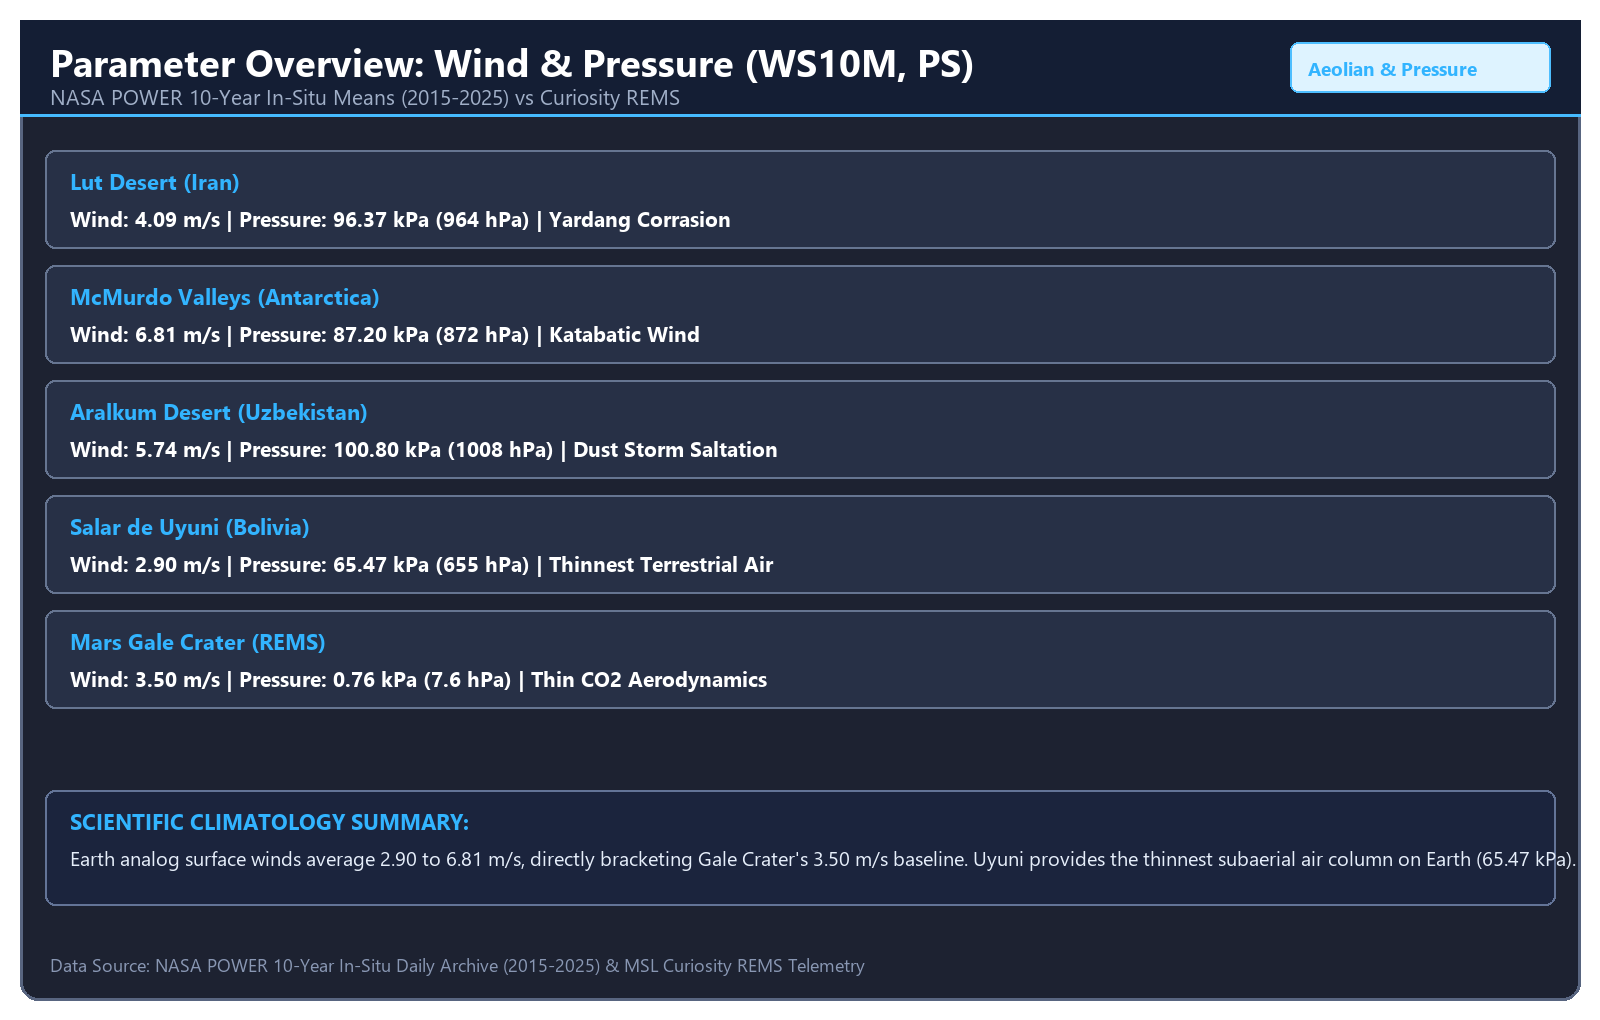 Parameter Overview: Wind & Pressure (WS10M, PS)
NASA POWER 10-Year In-Situ Means (2015-2025) vs Curiosity REMS
Aeolian & Pressure
Lut Desert (Iran)
Wind: 4.09 m/s | Pressure: 96.37 kPa (964 hPa) | Yardang Corrasion
McMurdo Valleys (Antarctica)
Wind: 6.81 m/s | Pressure: 87.20 kPa (872 hPa) | Katabatic Wind
Aralkum Desert (Uzbekistan)
Wind: 5.74 m/s | Pressure: 100.80 kPa (1008 hPa) | Dust Storm Saltation
Salar de Uyuni (Bolivia)
Wind: 2.90 m/s | Pressure: 65.47 kPa (655 hPa) | Thinnest Terrestrial Air
Mars Gale Crater (REMS)
Wind: 3.50 m/s | Pressure: 0.76 kPa (7.6 hPa) | Thin CO2 Aerodynamics
SCIENTIFIC CLIMATOLOGY SUMMARY:
Earth analog surface winds average 2.90 to 6.81 m/s, directly bracketing Gale Crater's 3.50 m/s baseline. Uyuni provides the thinnest subaerial air column on Earth (65.47 kPa).
Data Source: NASA POWER 10-Year In-Situ Daily Archive (2015-2025) & MSL Curiosity REMS Telemetry